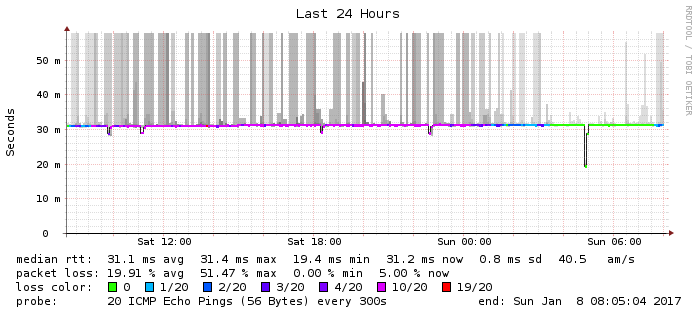 Last 24 Hours
RRDTOOL / TOBI OETIKER
Seconds
50 m
40 m
30 m
20 m
10 m
0
Sat 12:00 Sat 18:00 Sun 00:00 Sun 06:00
median rtt: 31.1 ms avg 31.4 ms max 19.4 ms min 31.2 ms now 0.8 ms sd 40.5 am/s
packet loss: 19.91 % avg 51.47 % max 0.00 % min 5.00 % now
loss color: 0 1/20 2/20 3/20 4/20 10/20 19/20
probe: 20 ICMP Echo Pings (56 Bytes) every 300s end: Sun Jan 8 08:05:04 2017